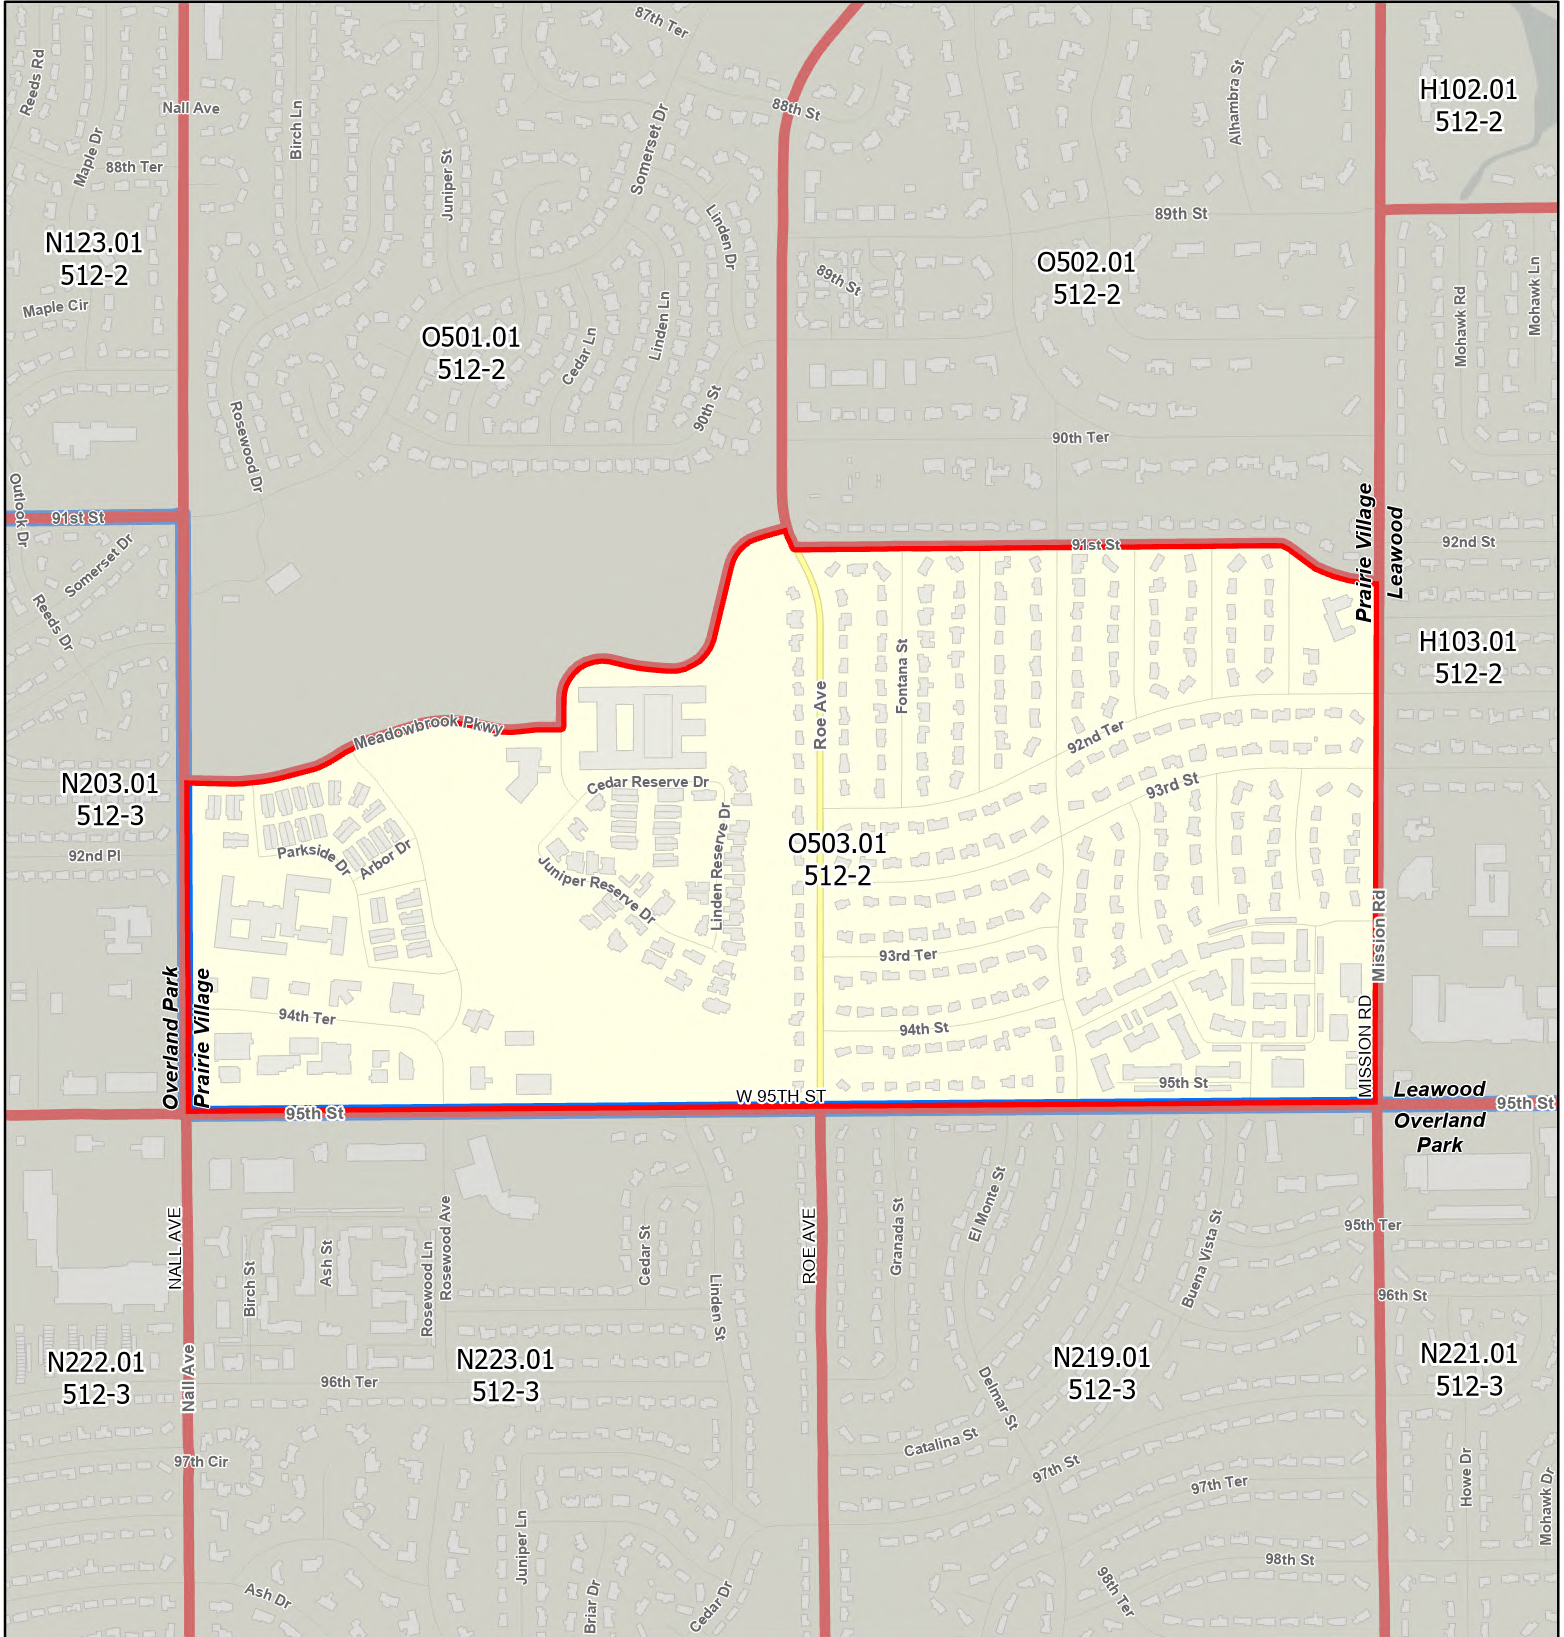 87th Ter
Reeds Rd
Nall Ave
Birch Ln
88th St
Alhambra St
H102.01
512-2
Maple Dr
88th Ter
Juniper St
Somerset Dr
Linden Dr
89th St
N123.01
512-2
O502.01
512-2
89th St
Maple Cir
O501.01
512-2
Cedar Ln
Linden Ln
Mohawk Rd
Mohawk Ln
90th St
Rosewood Dr
90th Ter
Outlook Dr
91st St
Prairie Village
Leawood
91st St
92nd St
Somerset Dr
Reeds Dr
H103.01
512-2
Fontana St
Roe Ave
Meadowbrook Pkwy
92nd Ter
N203.01
512-3
Cedar Reserve Dr
93rd St
O503.01
512-2
92nd Pl
Parkside Dr
Arbor Dr
Juniper Reserve Dr
Linden Reserve Dr
93rd Ter
Mission Rd
Overland Park
Prairie Village
94th Ter
94th St
MISSION RD
95th St
W 95TH ST
Leawood
95th St
95th St
Overland
Park
NALL AVE
ROE AVE
Granada St
El Monte St
Buena Vista St
95th Ter
Birch St
Ash St
Rosewood Ln
Rosewood Ave
Cedar St
Linden St
96th St
N222.01
512-3
Nall Ave
N223.01
512-3
N219.01
512-3
N221.01
512-3
96th Ter
Delmar St
Catalina St
97th Cir
97th St
97th Ter
Howe Dr
Mohawk Dr
Juniper Ln
98th St
Ash Dr
Briar Dr
Cedar Dr
98th Ter